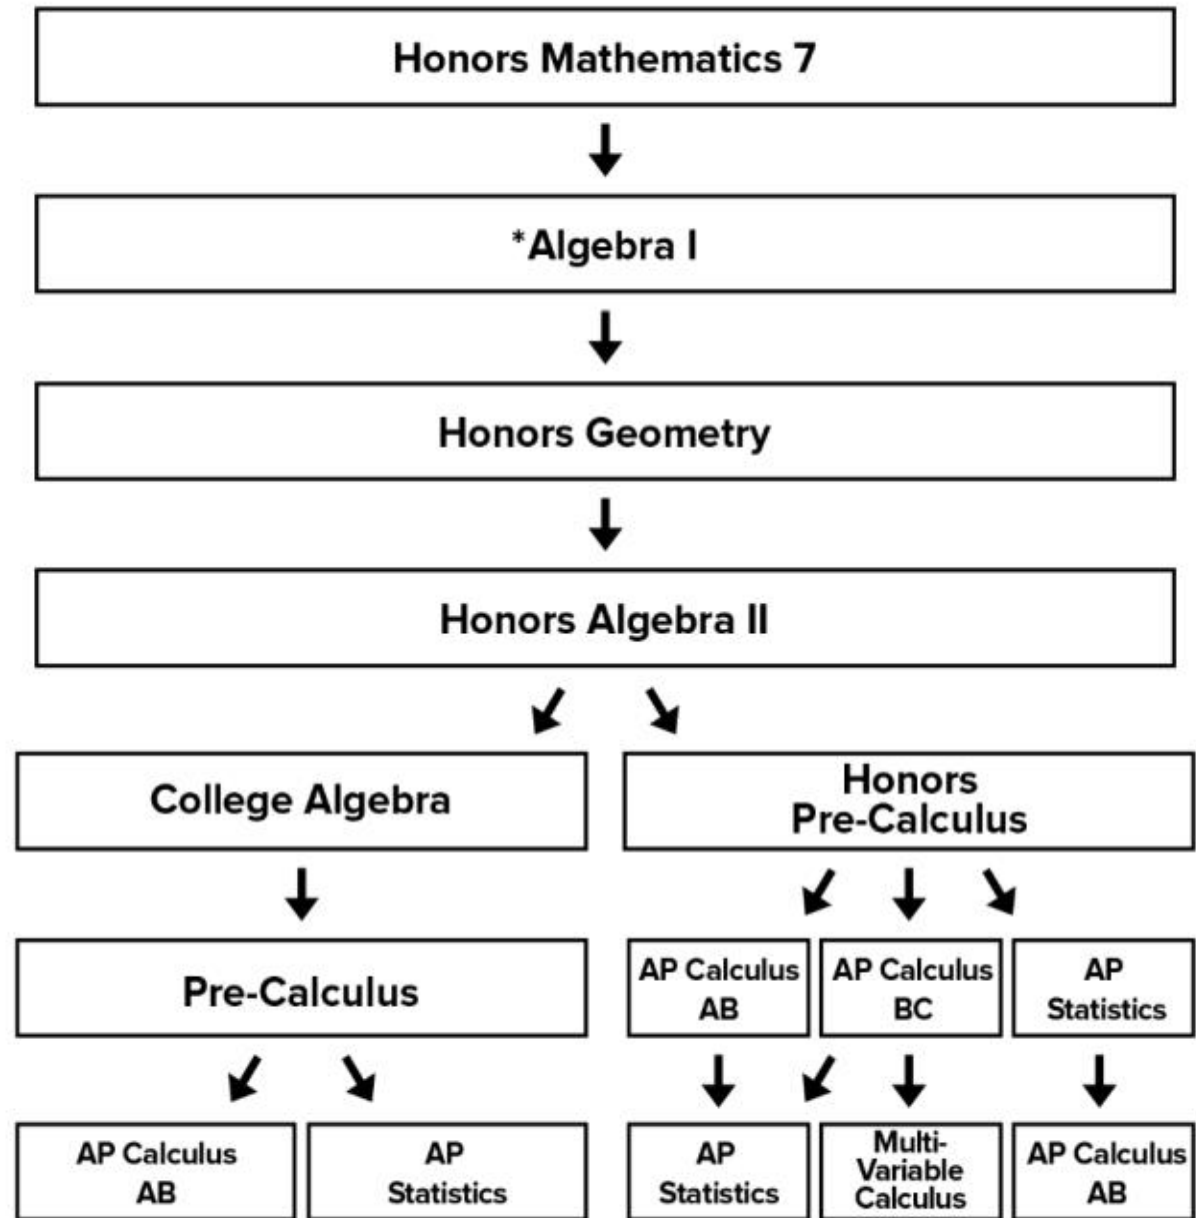 Honors Mathematics 7
*Algebra I
Honors Geometry
Honors Algebra II
College Algebra
Honors
Pre-Calculus
Pre-Calculus
AP Calculus
AB
AP Calculus
BC
AP
Statistics
AP Calculus
AB
AP
Statistics
AP
Statistics
Multi-
Variable
Calculus
AP Calculus
AB